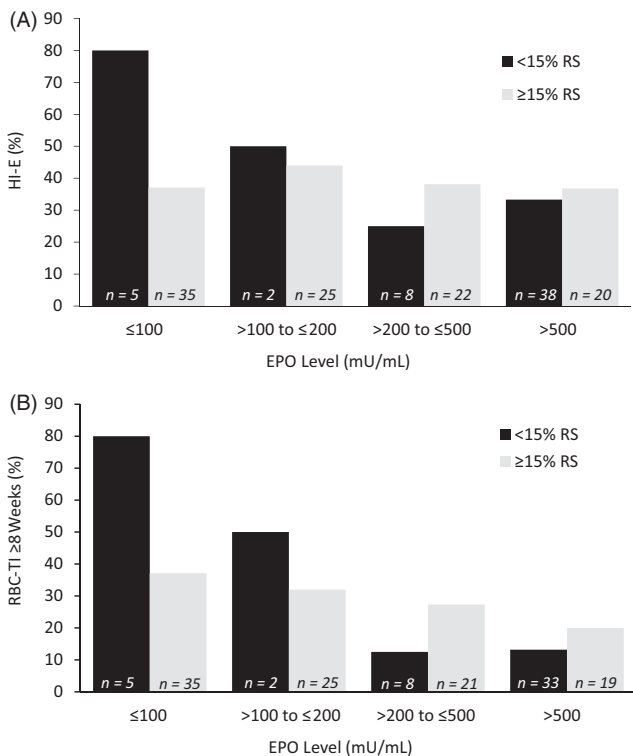 (A)
90
80
70
60
50
40
30
20
10
0
HI-E (%)
<15% RS
≥15% RS
n = 5 n = 35 n = 2 n = 25 n = 8 n = 22 n = 38 n = 20
≤100 >100 to ≤200 >200 to ≤500 >500
EPO Level (mU/mL)
(B)
90
80
70
60
50
40
30
20
10
0
RBC-TI ≥8 Weeks (%)
<15% RS
≥15% RS
n = 5 n = 35 n = 2 n = 25 n = 8 n = 21 n = 33 n = 19
≤100 >100 to ≤200 >200 to ≤500 >500
EPO Level (mU/mL)